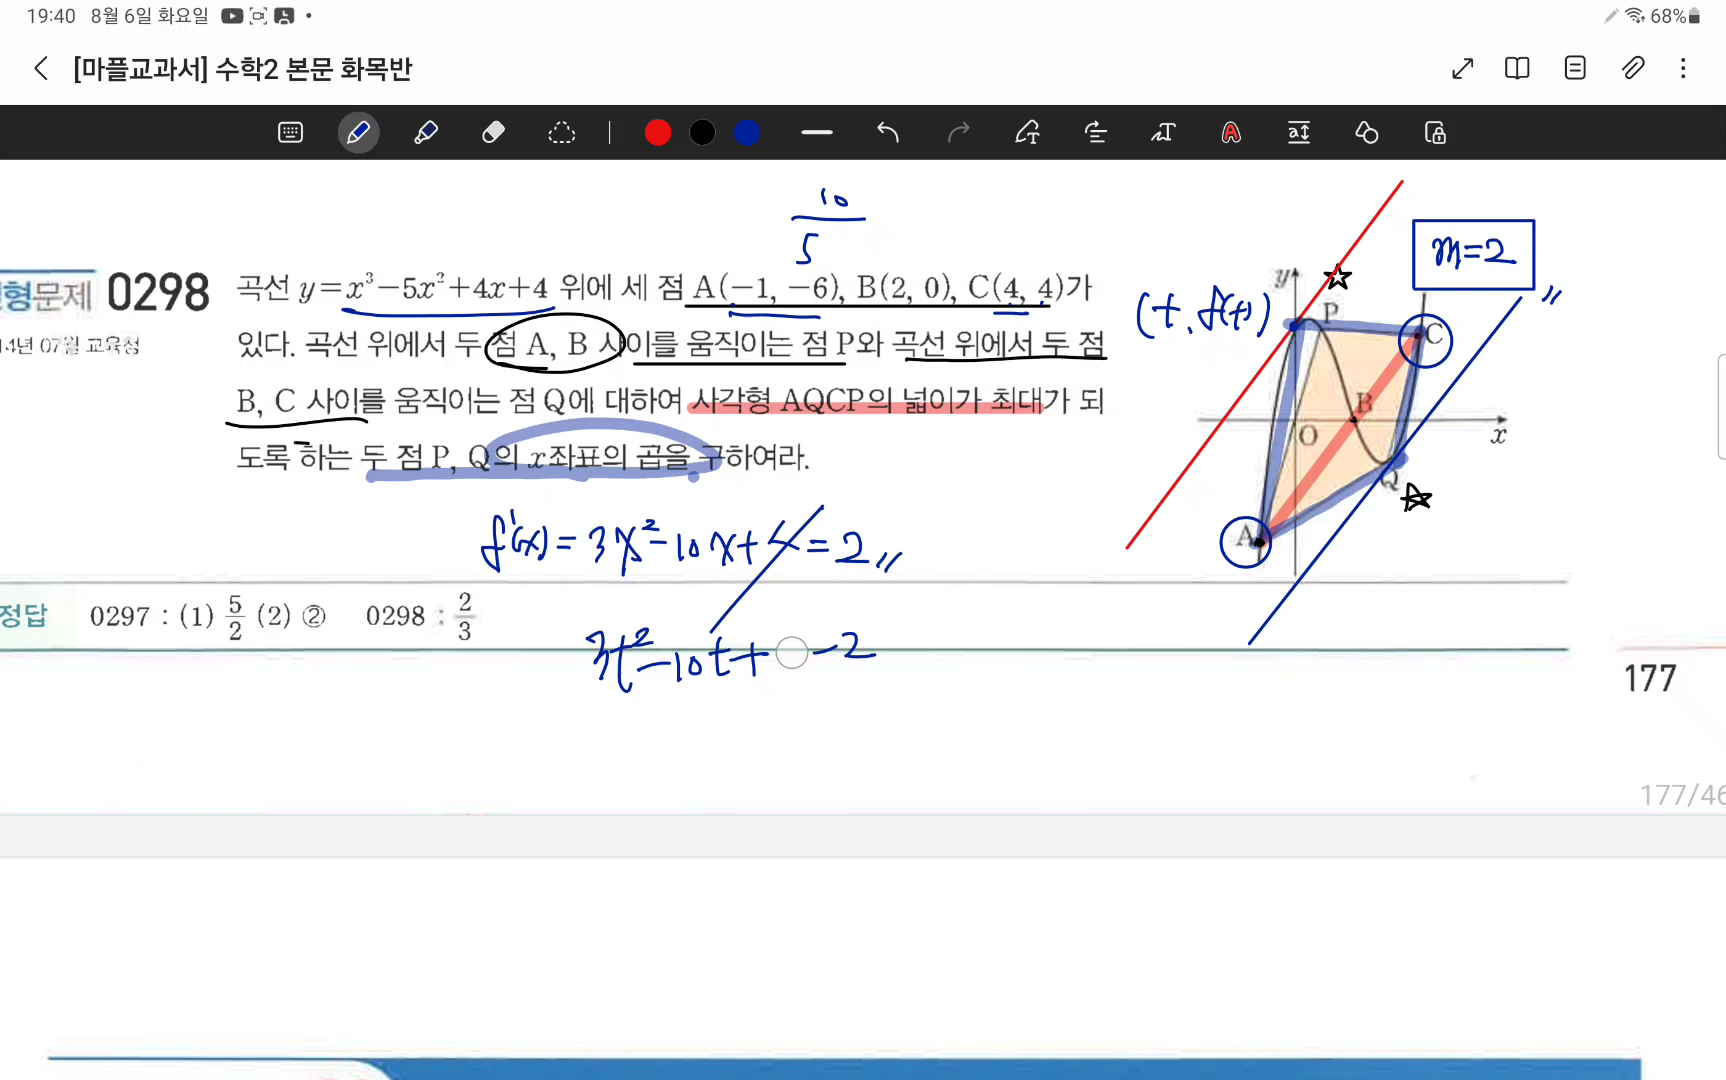 19:40 8월 6일 화요일
68%
[마플교과서] 수학2 본문 화목반
10
5
형문제 0298
14년 07월 교육청
곡선 y=x³−5x²+4x+4 위에 세 점 A(−1, −6), B(2, 0), C(4, 4)가
있다. 곡선 위에서 두 점 A, B 사이를 움직이는 점 P와 곡선 위에서 두 점
B, C 사이를 움직이는 점 Q에 대하여 사각형 AQCP의 넓이가 최대가 되
도록 하는 두 점 P, Q의 x좌표의 곱을 구하여라.
m=2
(t, f(t))
y
P
C
B
O
x
Q
A
f'(x) = 3x²−10x+4=2
정답 0297 : (1) 5/2 (2) ② 0298 : 2/3
3t²−10t+ −2
177
177/46